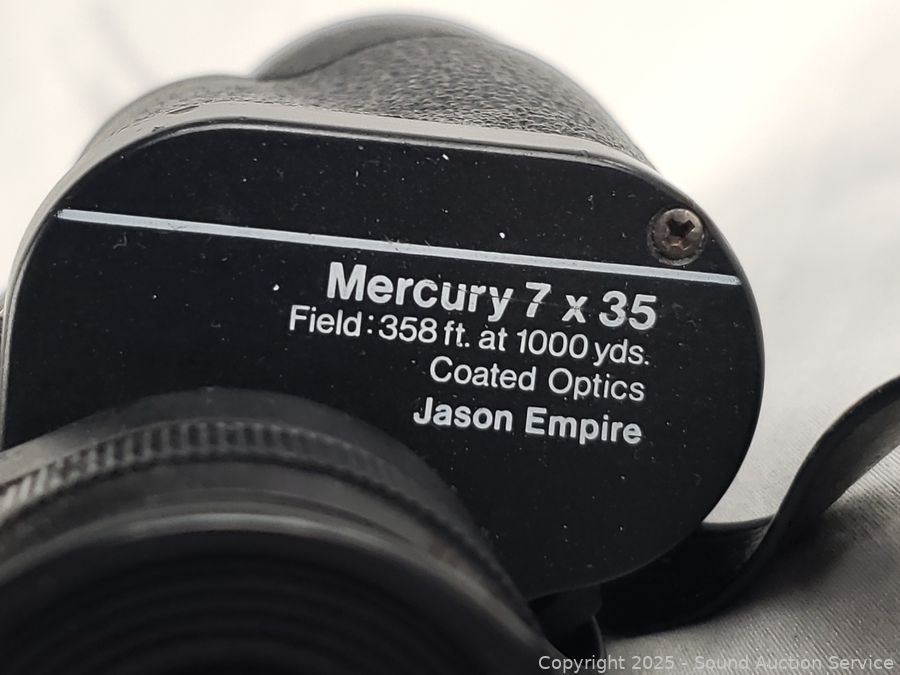 Mercury 7 x 35
Field: 358 ft. at 1000 yds.
Coated Optics
Jason Empire
Copyright 2025 - Sound Auction Service